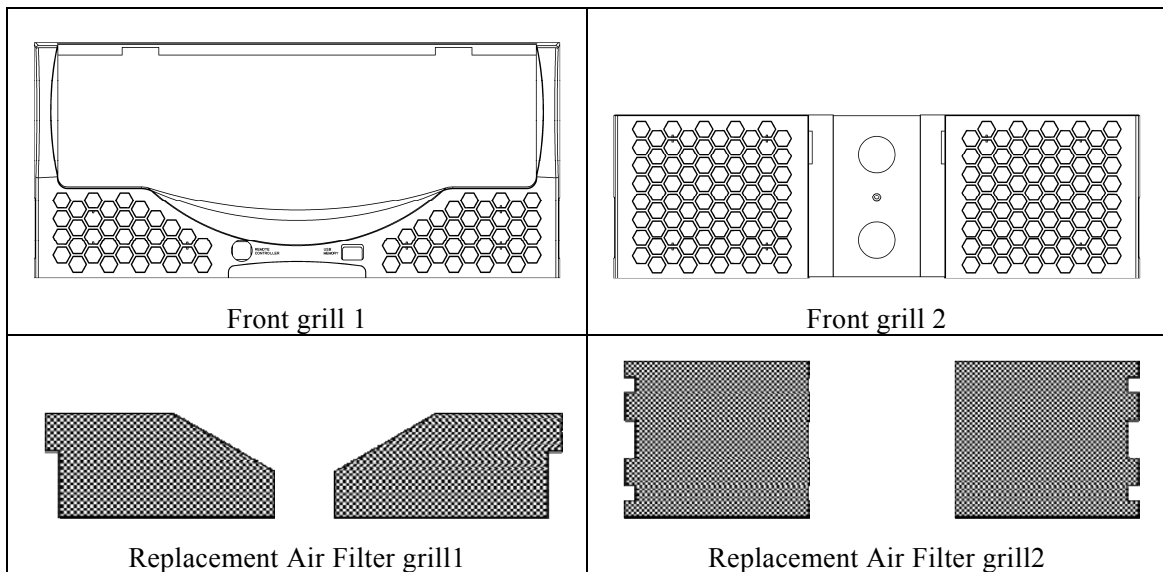 REMOTE
CONTROLLER
USB
MEMORY
Front grill 1
Front grill 2
Replacement Air Filter grill1
Replacement Air Filter grill2